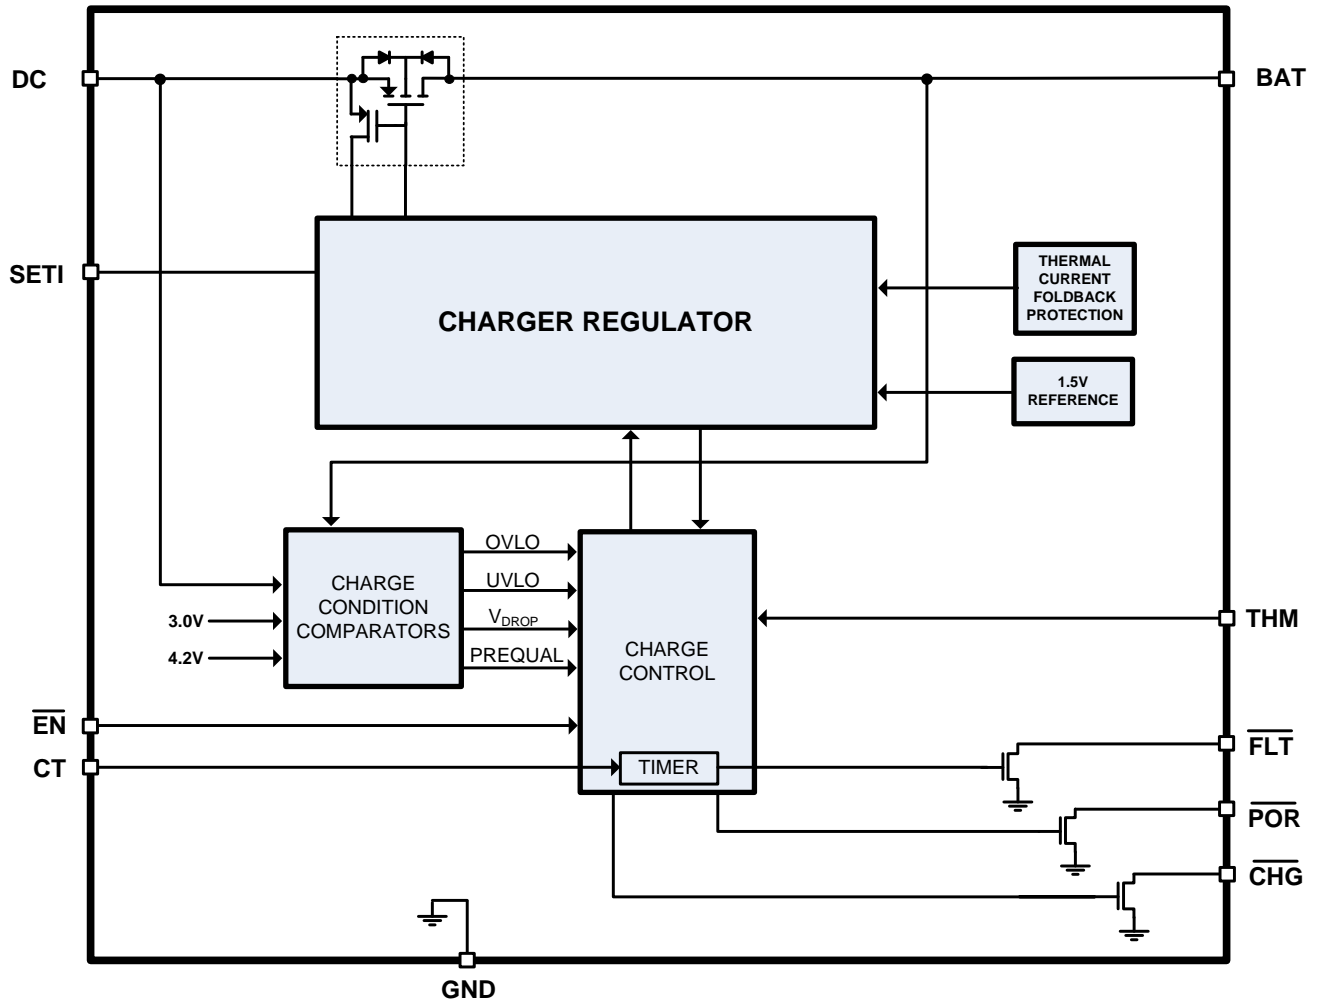 DC
BAT
SETI
THERMAL
CURRENT
FOLDBACK
PROTECTION
CHARGER REGULATOR
1.5V
REFERENCE
OVLO
UVLO
VDROP
PREQUAL
CHARGE
CONDITION
COMPARATORS
3.0V
4.2V
CHARGE
CONTROL
THM
EN
CT
TIMER
FLT
POR
CHG
GND